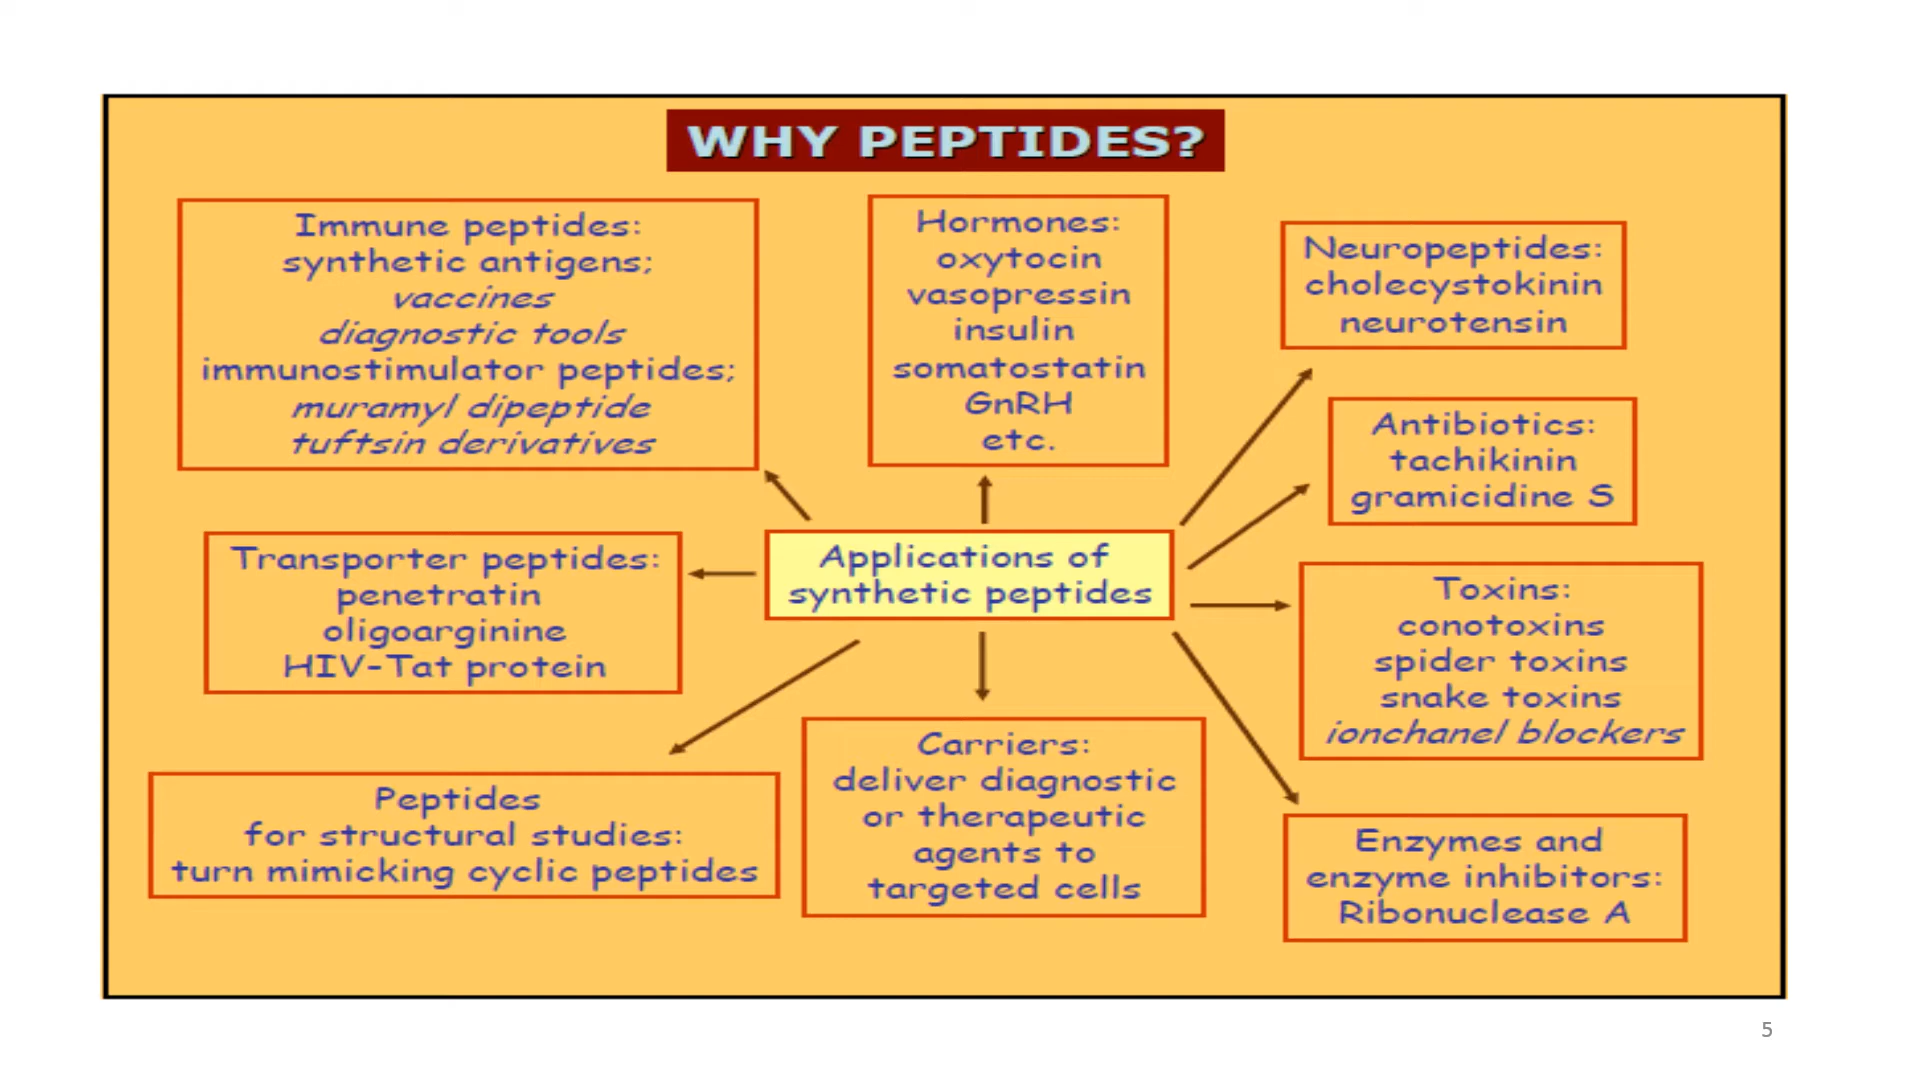 WHY PEPTIDES?
Immune peptides:
synthetic antigens;
vaccines
diagnostic tools
immunostimulator peptides;
muramyl dipeptide
tuftsin derivatives
Hormones:
oxytocin
vasopressin
insulin
somatostatin
GnRH
etc.
Neuropeptides:
cholecystokinin
neurotensin
Antibiotics:
tachikinin
gramicidine S
Transporter peptides:
penetratin
oligoarginine
HIV-Tat protein
Applications of
synthetic peptides
Toxins:
conotoxins
spider toxins
snake toxins
ionchanel blockers
Peptides
for structural studies:
turn mimicking cyclic peptides
Carriers:
deliver diagnostic
or therapeutic
agents to
targeted cells
Enzymes and
enzyme inhibitors:
Ribonuclease A
5